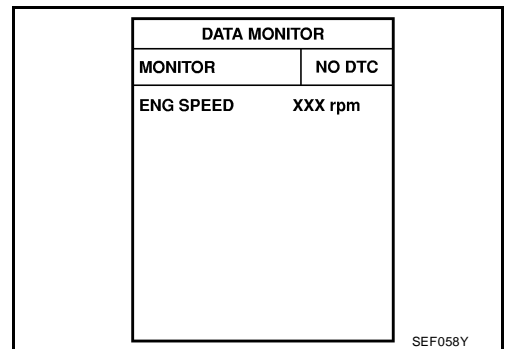 DATA MONITOR
MONITOR NO DTC
ENG SPEED XXX rpm
SEF058Y